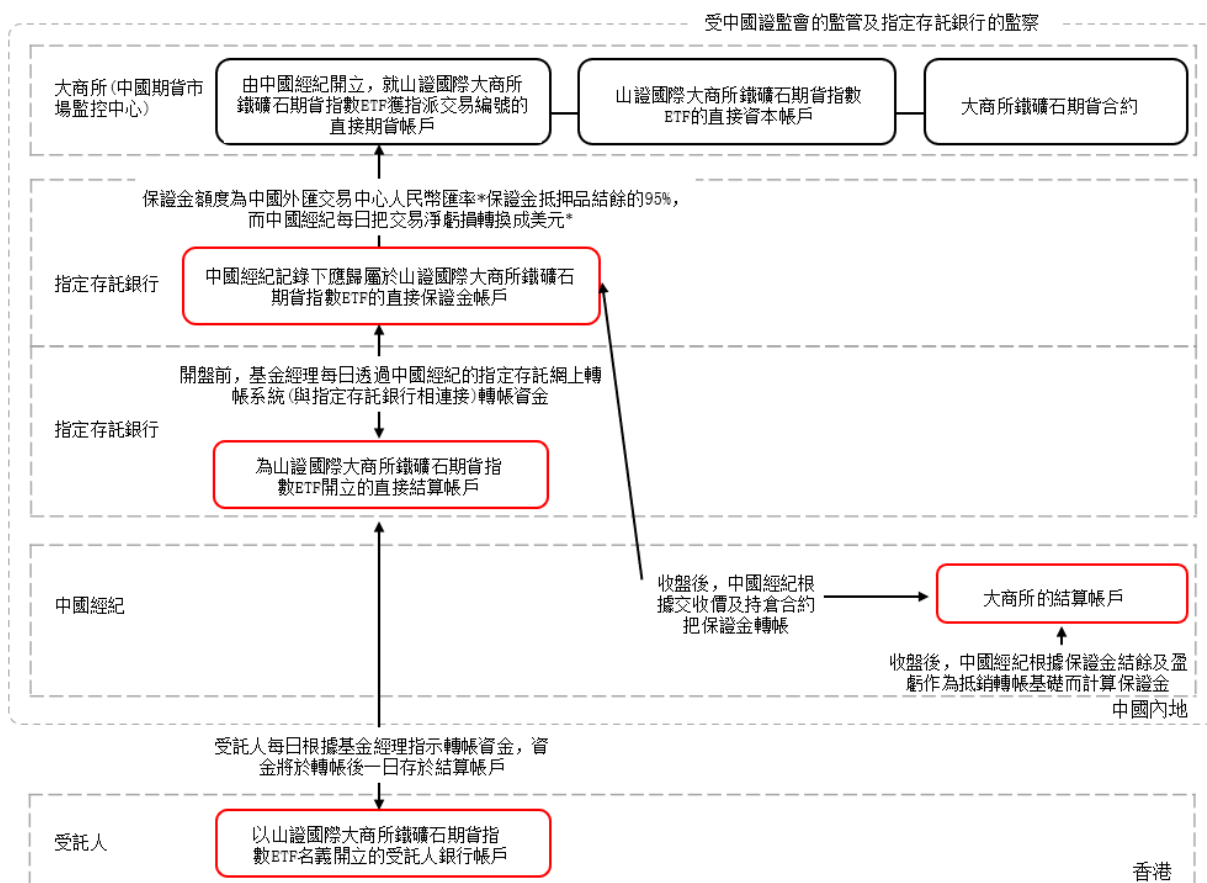 受中國證監會的監管及指定存託銀行的監察
大商所(中國期貨市
場監控中心)
由中國經紀開立，就山證國際大商所
鐵礦石期貨指數ETF獲指派交易編號的
直接期貨帳戶
山證國際大商所鐵礦石期貨指數
ETF的直接資本帳戶
大商所鐵礦石期貨合約
保證金額度為中國外匯交易中心人民幣匯率*保證金抵押品結餘的95%，
而中國經紀每日把交易淨虧損轉換成美元*
指定存託銀行
中國經紀記錄下應歸屬於山證國際大商所鐵礦石
期貨指數ETF的直接保證金帳戶
開盤前，基金經理每日透過中國經紀的指定存託網上轉
帳系統(與指定存託銀行相連接)轉帳資金
指定存託銀行
為山證國際大商所鐵礦石期貨指
數ETF開立的直接結算帳戶
中國經紀
收盤後，中國經紀根
據交收價及持倉合約
把保證金轉帳
大商所的結算帳戶
收盤後，中國經紀根據保證金結餘及盈
虧作為抵銷轉帳基礎而計算保證金
中國內地
受託人每日根據基金經理指示轉帳資金，資
金將於轉帳後一日存於結算帳戶
受託人
以山證國際大商所鐵礦石期貨指
數ETF名義開立的受託人銀行帳戶
香港